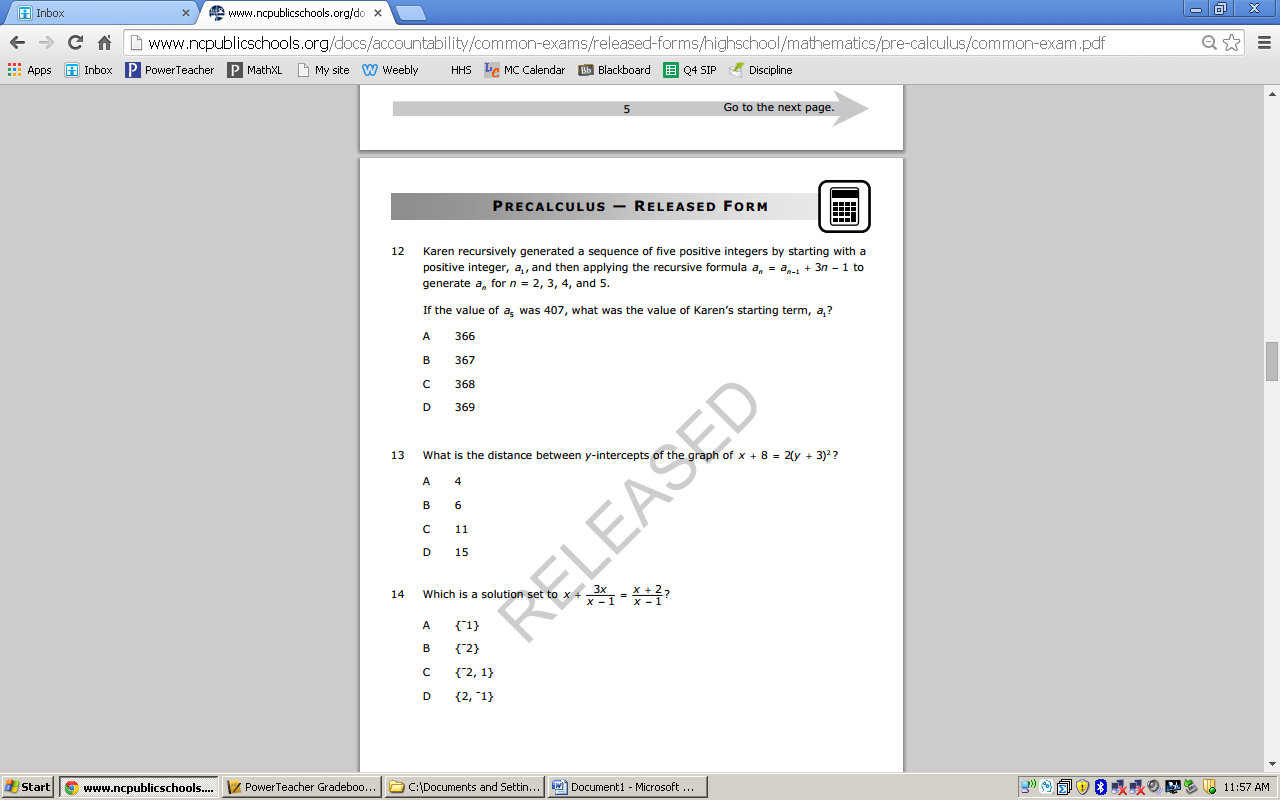 Inbox
www.ncpublicschools.org/do
www.ncpublicschools.org/docs/accountability/common-exams/released-forms/highschool/mathematics/pre-calculus/common-exam.pdf
Apps Inbox PowerTeacher MathXL My site Weebly HHS MC Calendar Blackboard Q4 SIP Discipline
5 Go to the next page.
PRECALCULUS — RELEASED FORM
12 Karen recursively generated a sequence of five positive integers by starting with a
positive integer, a₁, and then applying the recursive formula aₙ = aₙ₋₁ + 3n − 1 to
generate aₙ for n = 2, 3, 4, and 5.
If the value of a₅ was 407, what was the value of Karen's starting term, a₁?
A 366
B 367
C 368
D 369
13 What is the distance between y-intercepts of the graph of x + 8 = 2(y + 3)²?
A 4
B 6
C 11
D 15
14 Which is a solution set to x + 3x/(x − 1) = (x + 2)/(x − 1)?
A {⁻1}
B {⁻2}
C {⁻2, 1}
D {2, ⁻1}
RELEASED
Start www.ncpublicschools.... PowerTeacher Gradeboo... C:\Documents and Settin... Document1 - Microsoft ... 11:57 AM